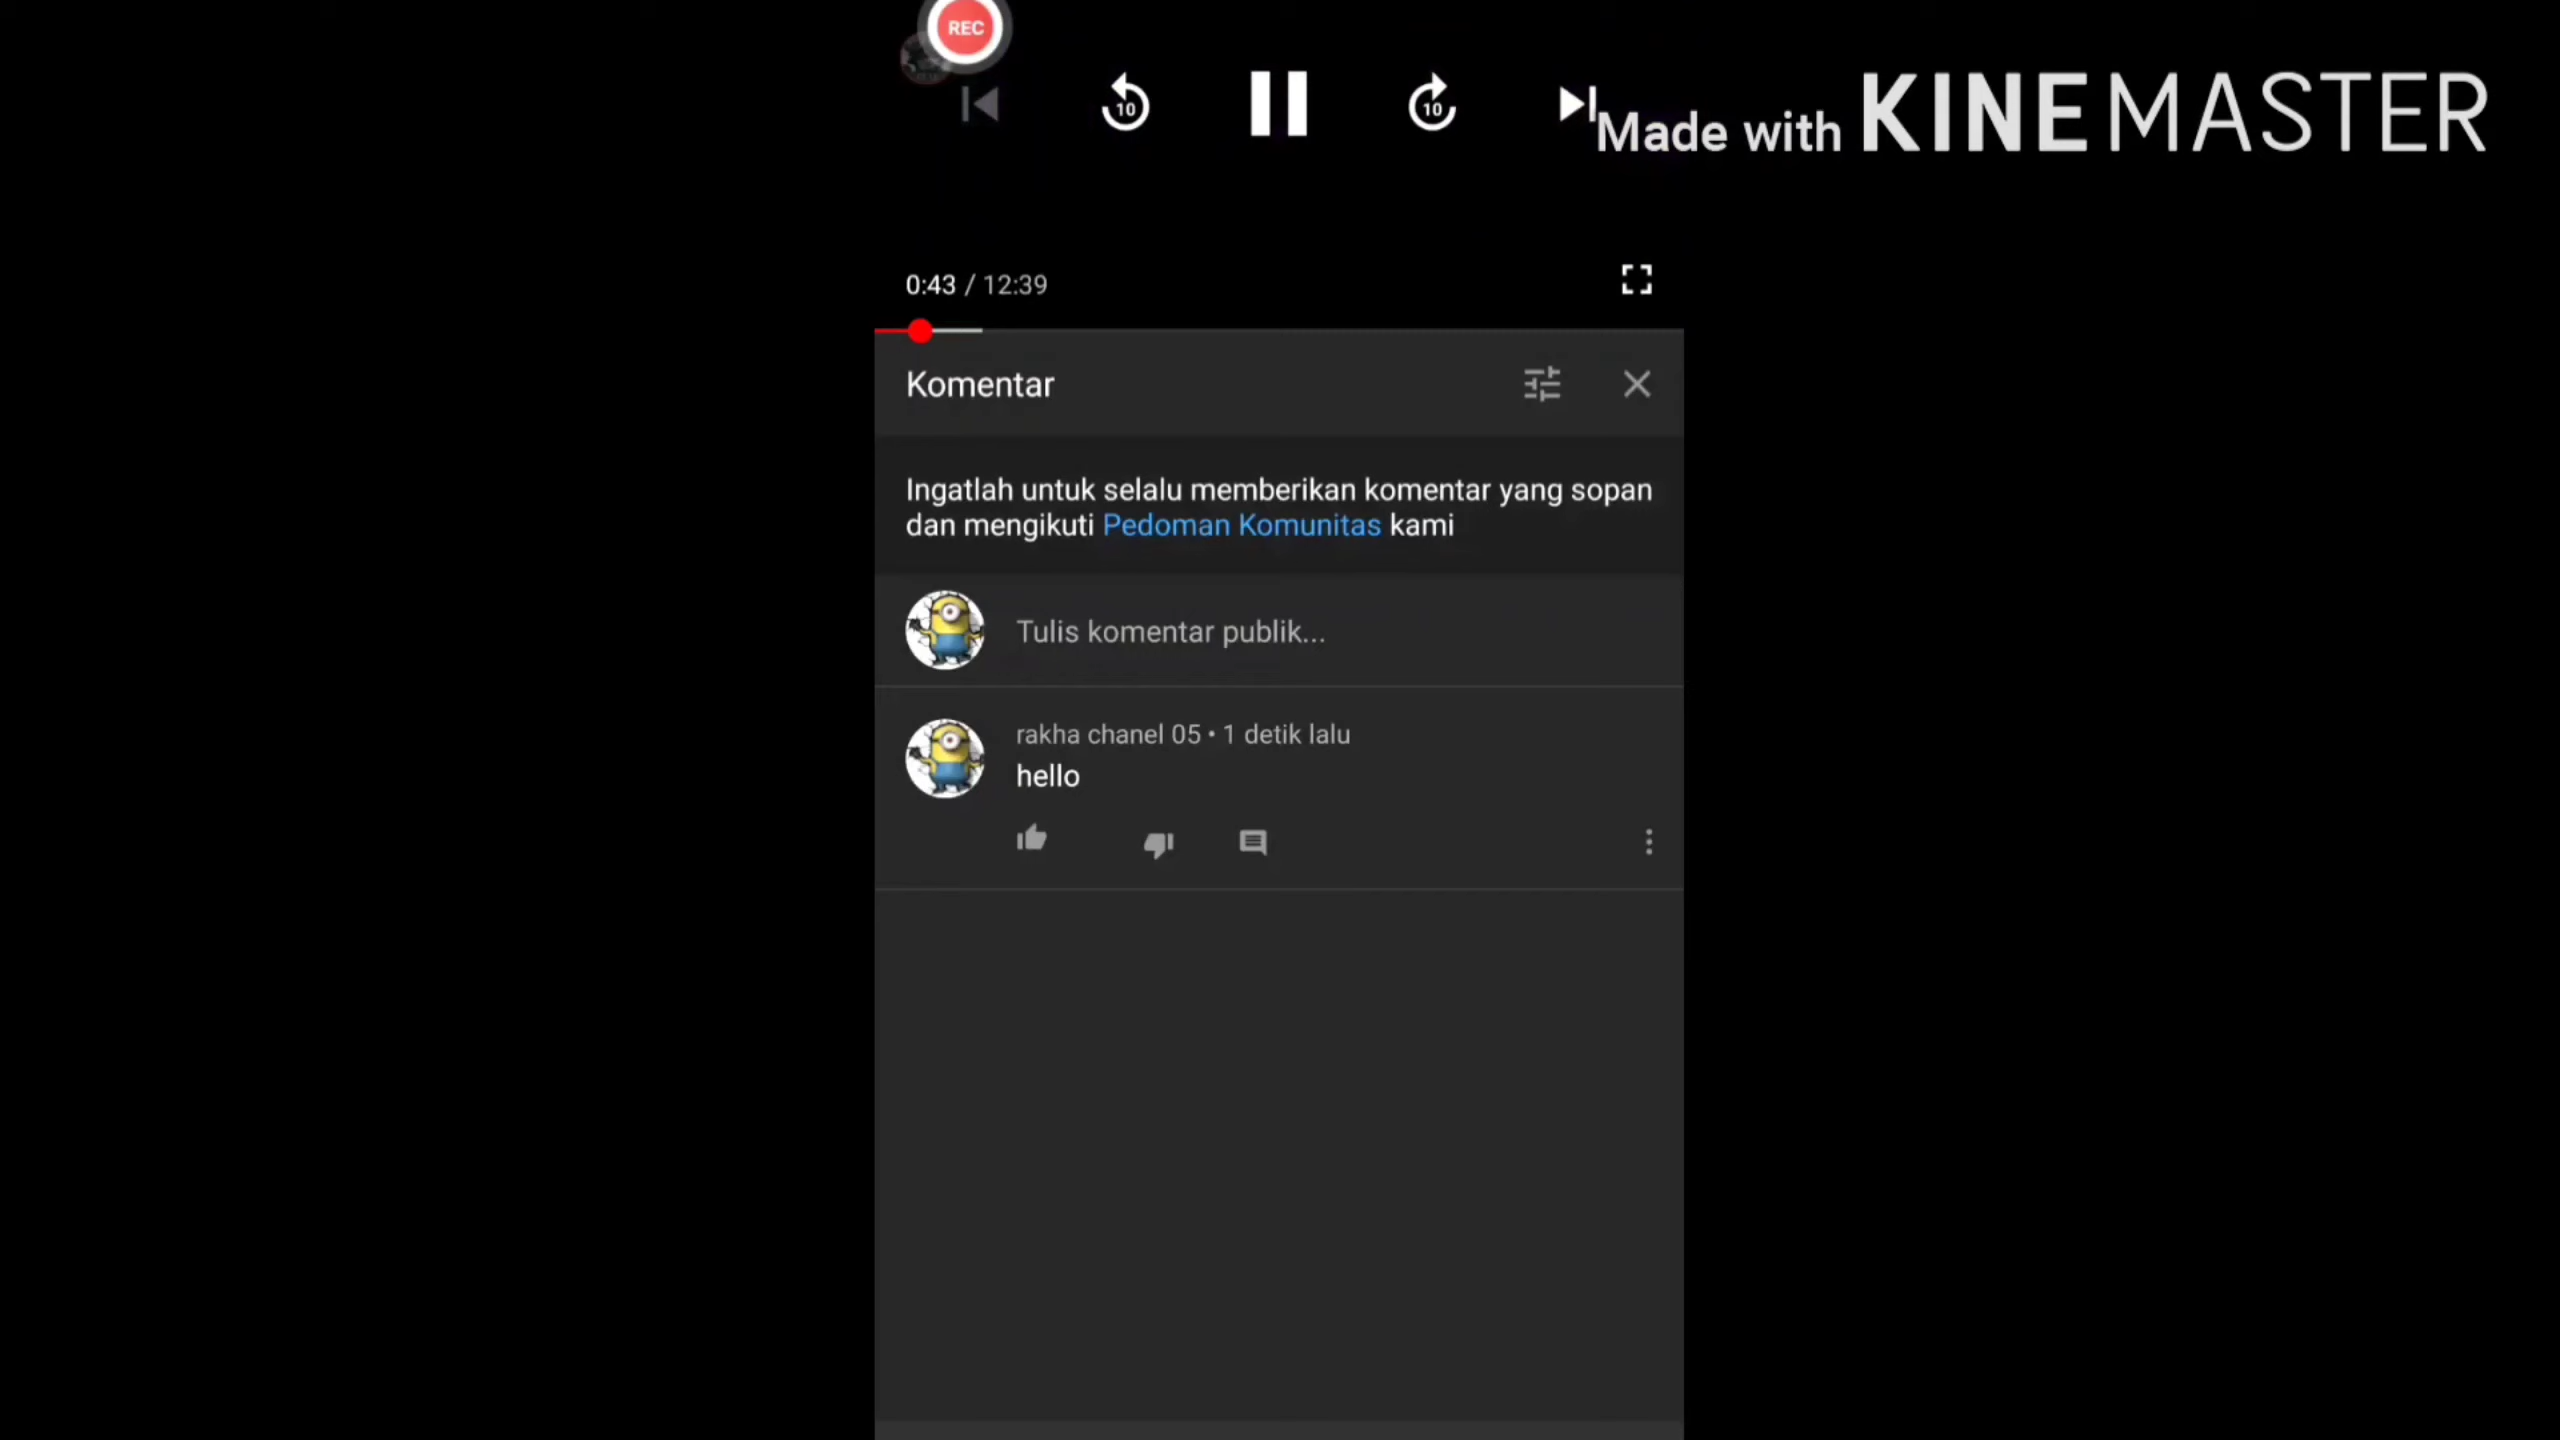 REC
10
10
Made with KINEMASTER
0:43 / 12:39
Komentar
Ingatlah untuk selalu memberikan komentar yang sopan
dan mengikuti Pedoman Komunitas kami
Tulis komentar publik...
rakha chanel 05 • 1 detik lalu
hello